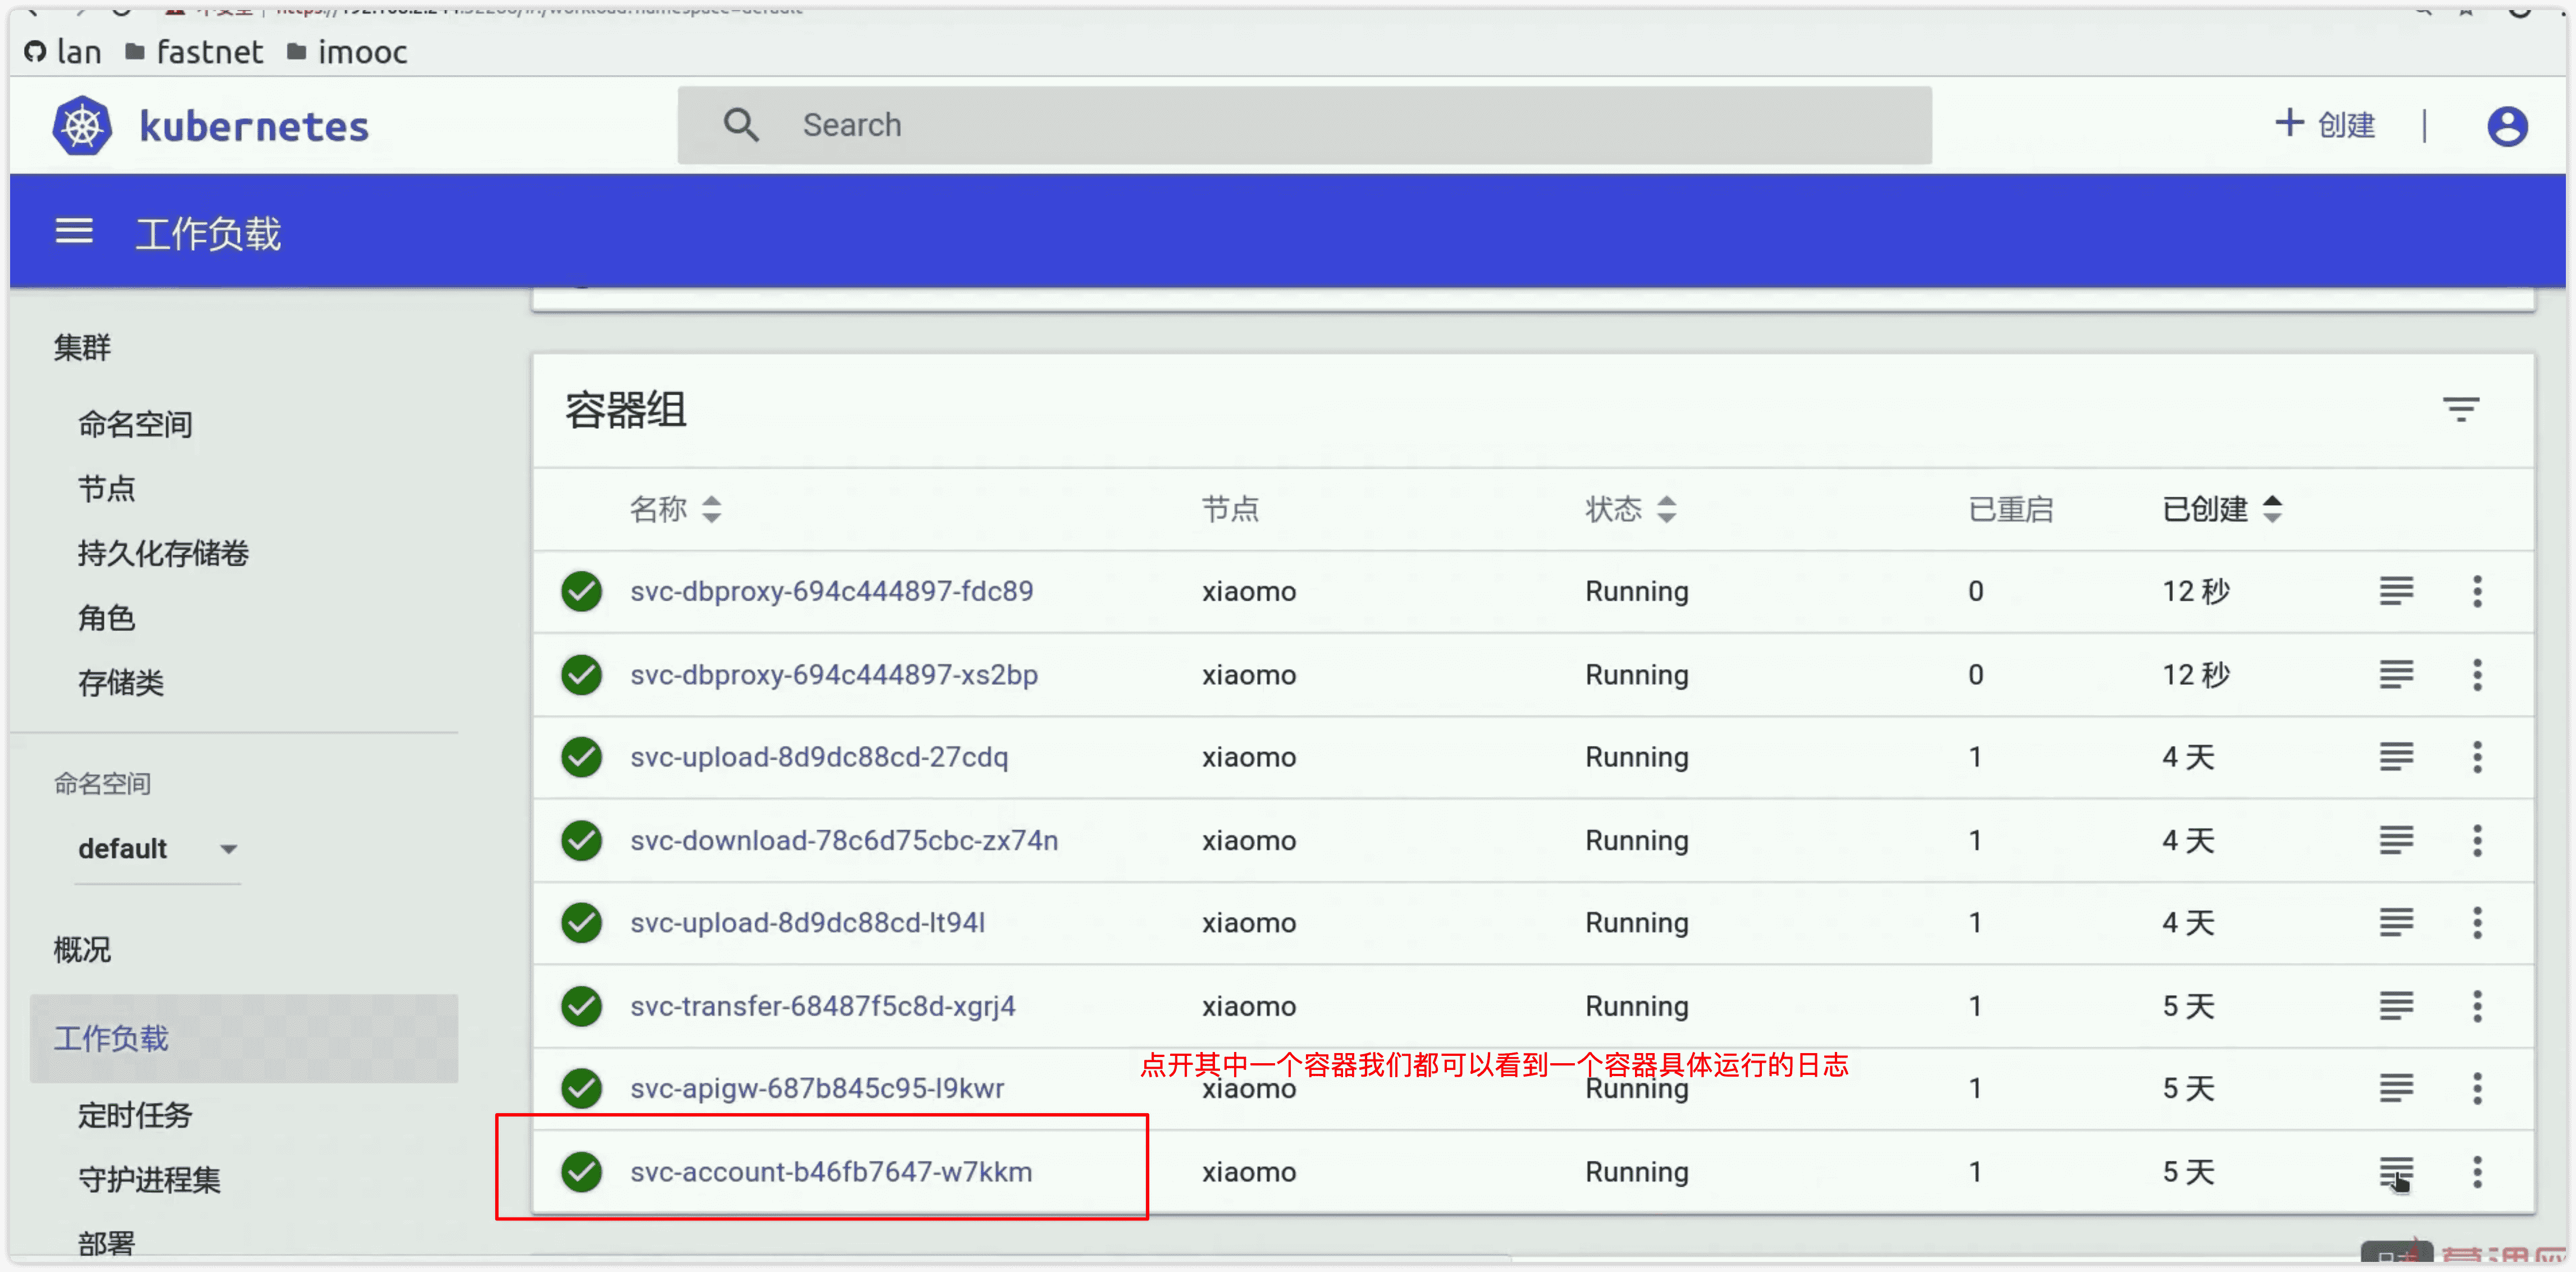 lan fastnet imooc
kubernetes
Search
创建
工作负载
集群
命名空间
节点
持久化存储卷
角色
存储类
命名空间
default
概况
工作负载
定时任务
守护进程集
部署
容器组
名称 节点 状态 已重启 已创建
svc-dbproxy-694c444897-fdc89 xiaomo Running 0 12 秒
svc-dbproxy-694c444897-xs2bp xiaomo Running 0 12 秒
svc-upload-8d9dc88cd-27cdq xiaomo Running 1 4 天
svc-download-78c6d75cbc-zx74n xiaomo Running 1 4 天
svc-upload-8d9dc88cd-lt94l xiaomo Running 1 4 天
svc-transfer-68487f5c8d-xgrj4 xiaomo Running 1 5 天
点开其中一个容器我们都可以看到一个容器具体运行的日志
svc-apigw-687b845c95-l9kwr xiaomo Running 1 5 天
svc-account-b46fb7647-w7kkm xiaomo Running 1 5 天